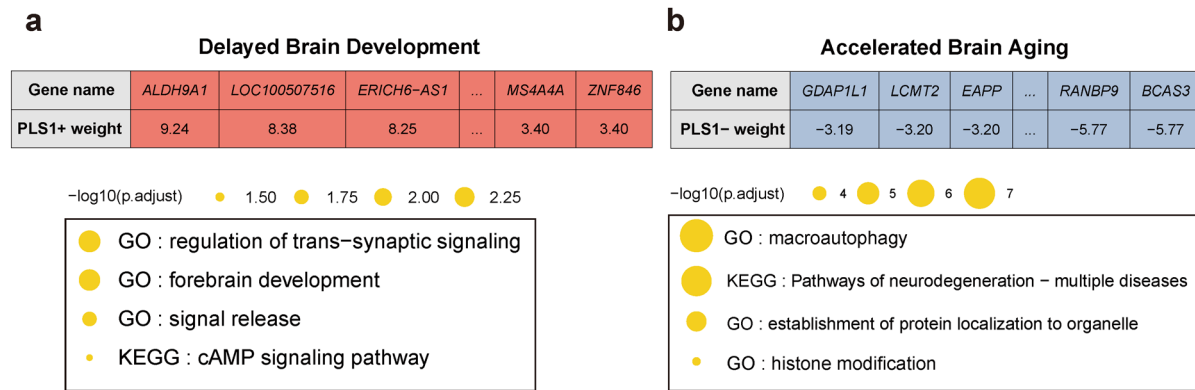 a
Delayed Brain Development
Gene name ALDH9A1 LOC100507516 ERICH6-AS1 ... MS4A4A ZNF846
PLS1+ weight 9.24 8.38 8.25 ... 3.40 3.40
−log10(p.adjust) 1.50 1.75 2.00 2.25
GO : regulation of trans−synaptic signaling
GO : forebrain development
GO : signal release
KEGG : cAMP signaling pathway
b
Accelerated Brain Aging
Gene name GDAP1L1 LCMT2 EAPP ... RANBP9 BCAS3
PLS1− weight −3.19 −3.20 −3.20 ... −5.77 −5.77
−log10(p.adjust) 4 5 6 7
GO : macroautophagy
KEGG : Pathways of neurodegeneration − multiple diseases
GO : establishment of protein localization to organelle
GO : histone modification